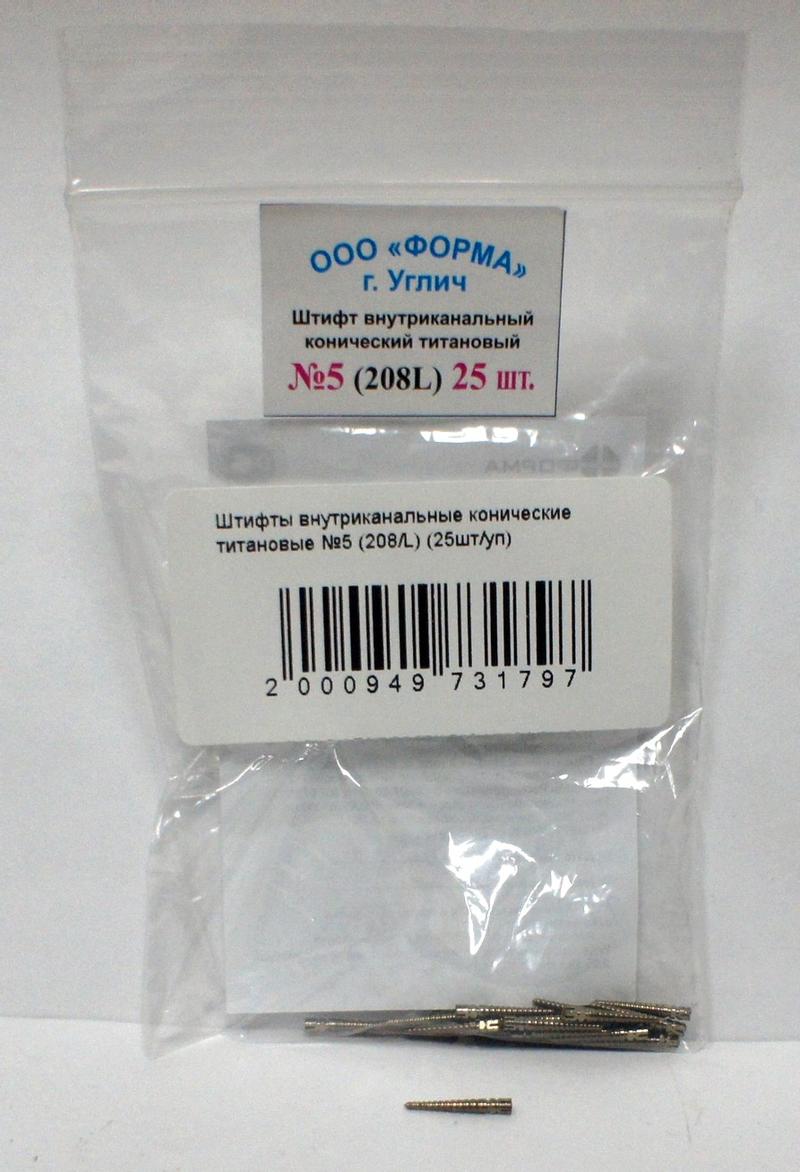 ООО «ФОРМА»
г. Углич
Штифт внутриканальный
конический титановый
№5 (208L) 25 шт.
ФОРМА
Штифты внутриканальные конические
титановые №5 (208/L) (25шт/уп)
2 000949 731797